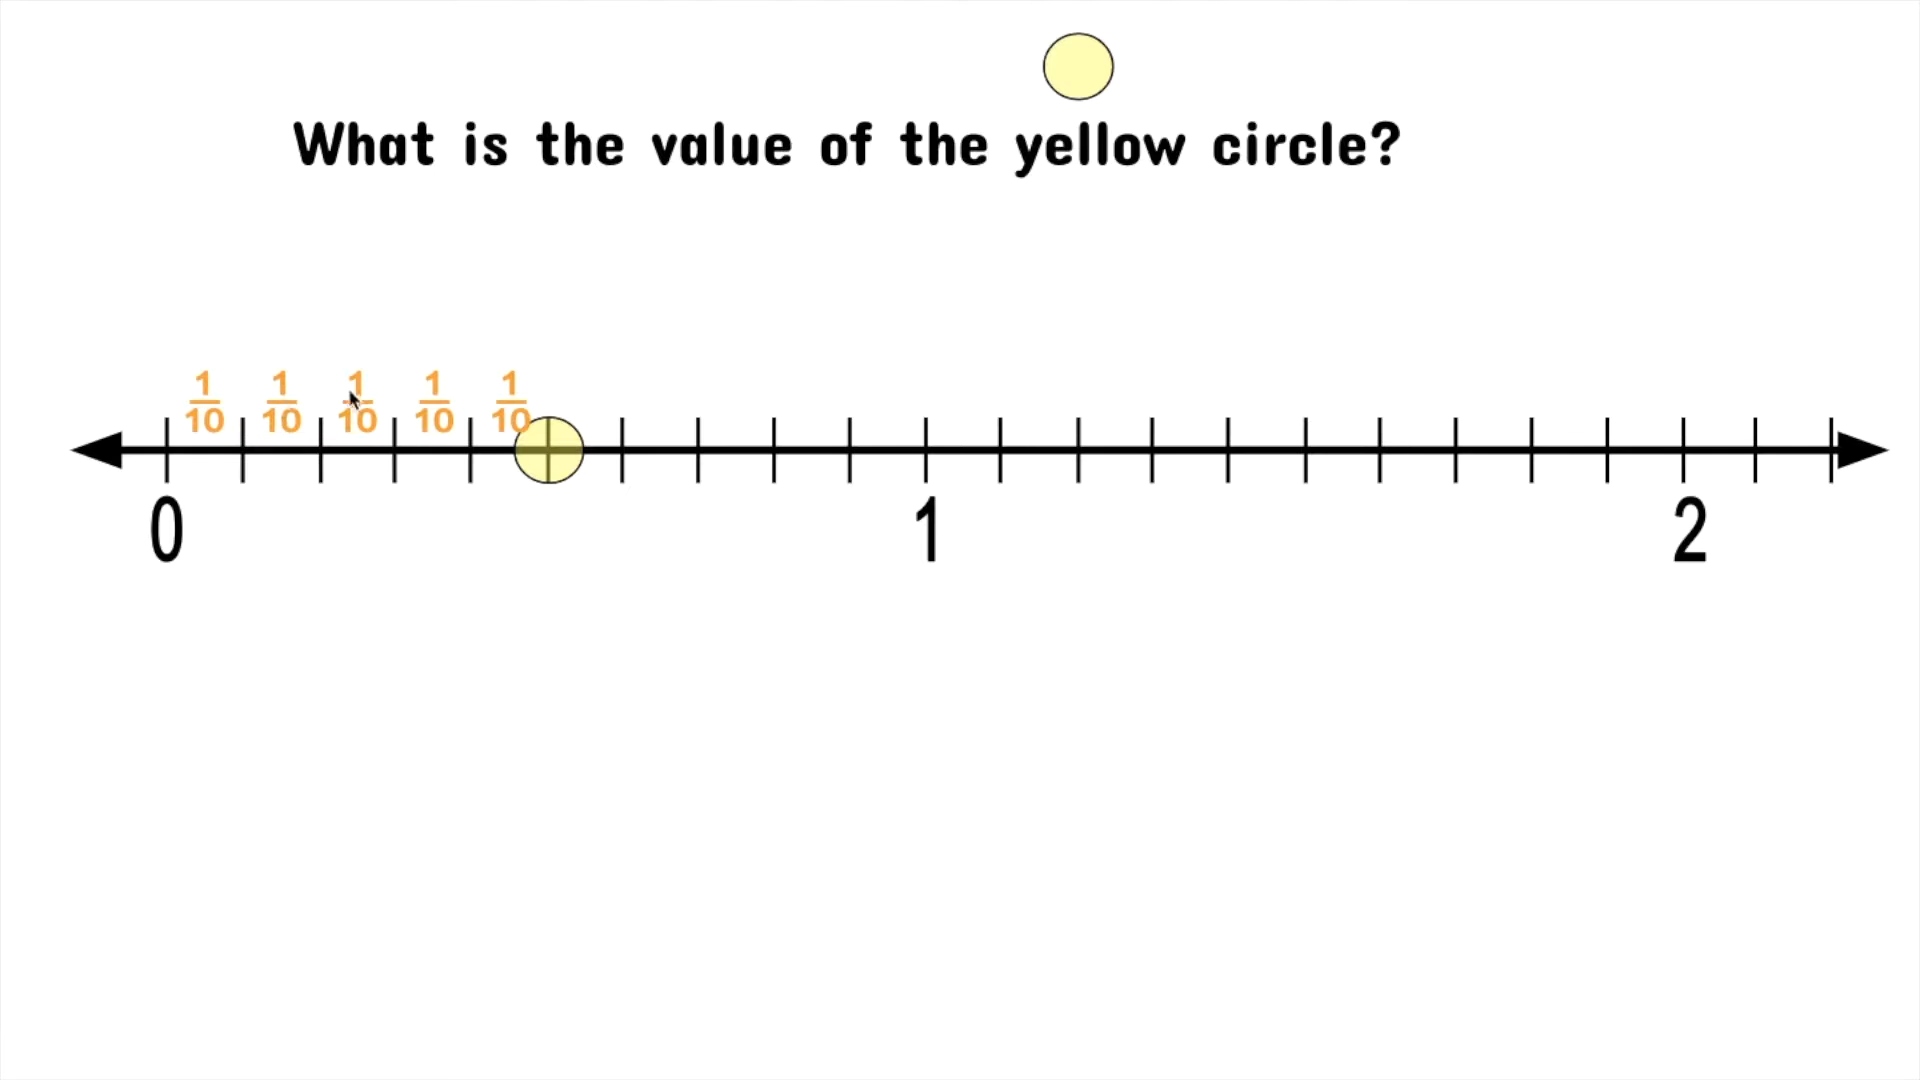 What is the value of the yellow circle?
1/10 1/10 1/10 1/10 1/10
0 1 2